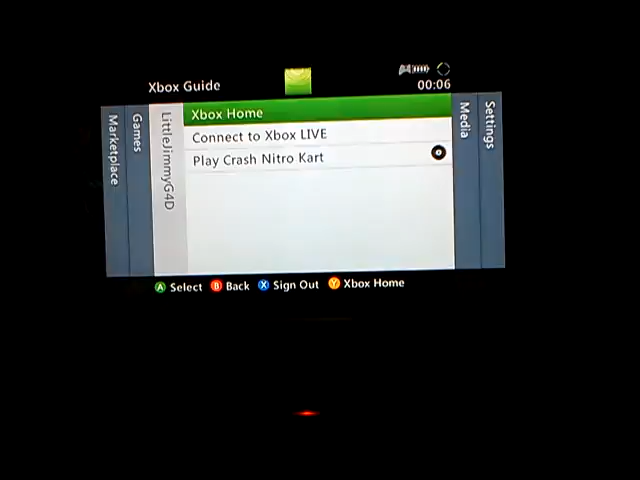 Xbox Guide
00:06
Marketplace
Games
LittleJimmyG4D
Xbox Home
Connect to Xbox LIVE
Play Crash Nitro Kart
Media
Settings
A Select B Back X Sign Out Y Xbox Home